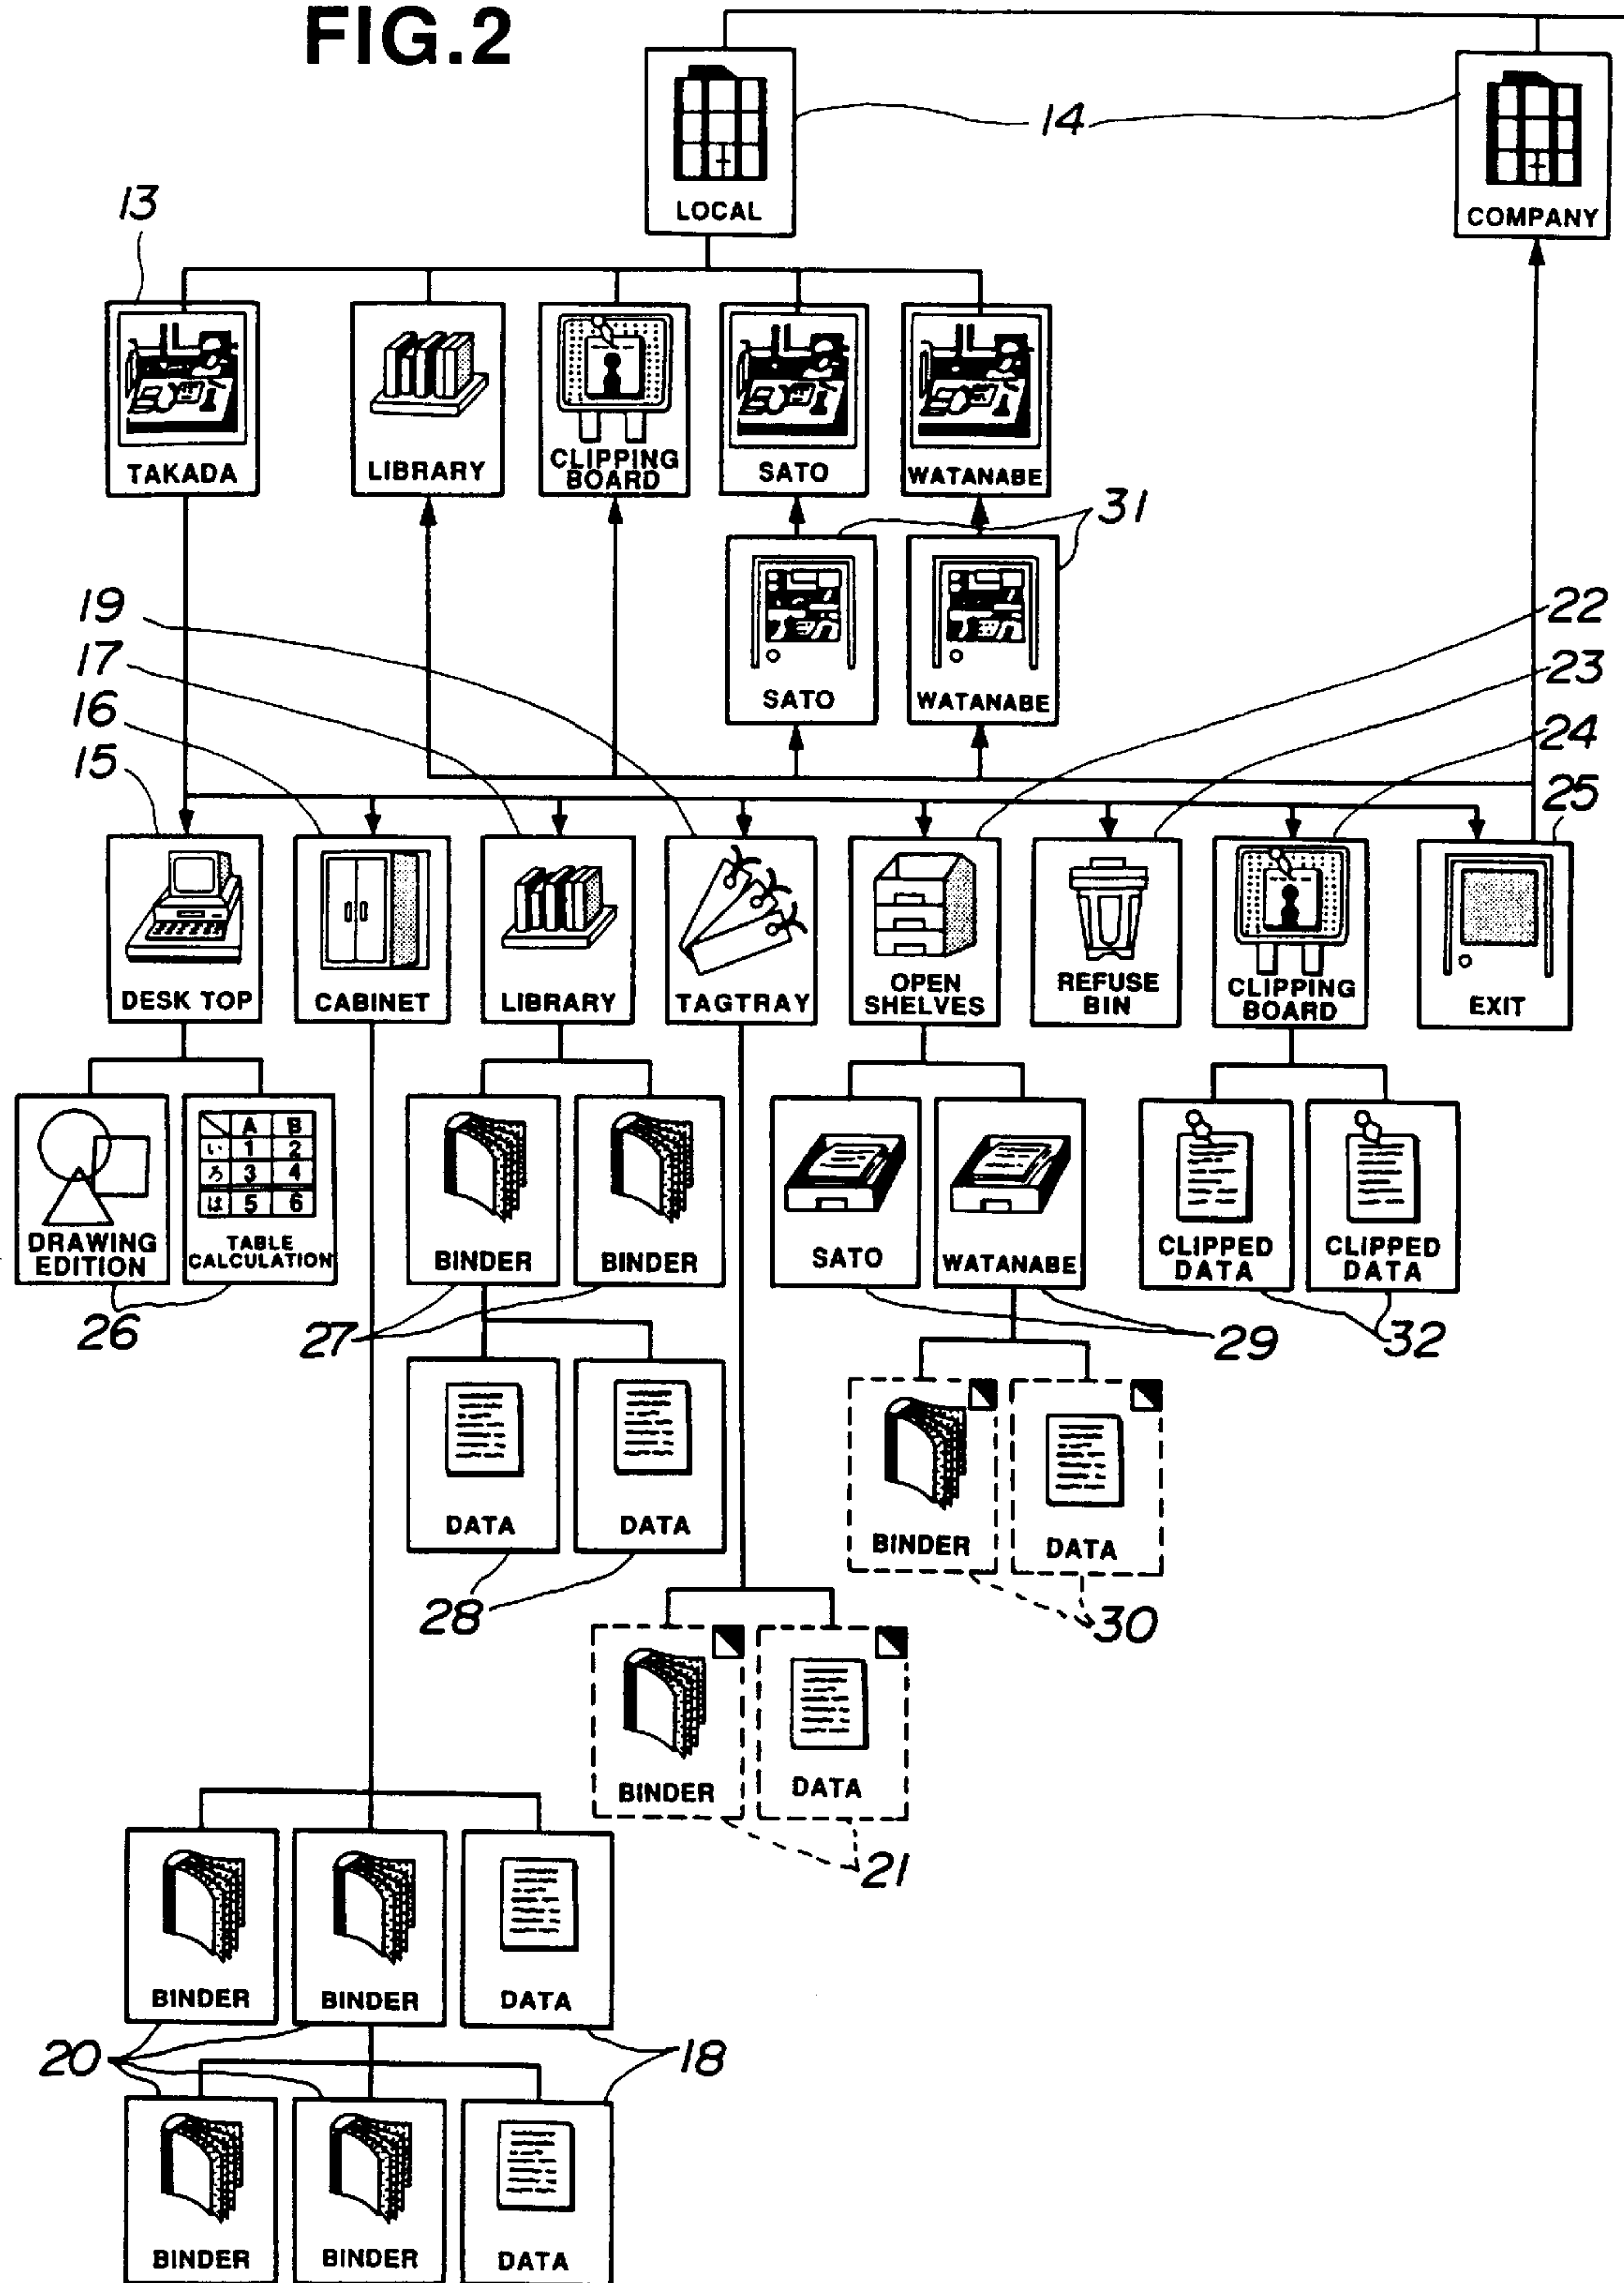 FIG.2
14
LOCAL
COMPANY
13
TAKADA
LIBRARY
CLIPPING
BOARD
SATO
WATANABE
31
SATO
WATANABE
19
17
16
15
22
23
24
25
DESK TOP
CABINET
LIBRARY
TAGTRAY
OPEN
SHELVES
REFUSE
BIN
CLIPPING
BOARD
EXIT
DRAWING
EDITION
A B
い 1 2
ろ 3 4
は 5 6
TABLE
CALCULATION
BINDER
BINDER
SATO
WATANABE
CLIPPED
DATA
CLIPPED
DATA
26
27
29
32
DATA
DATA
BINDER
DATA
28
30
BINDER
DATA
21
BINDER
BINDER
DATA
20
18
BINDER
BINDER
DATA